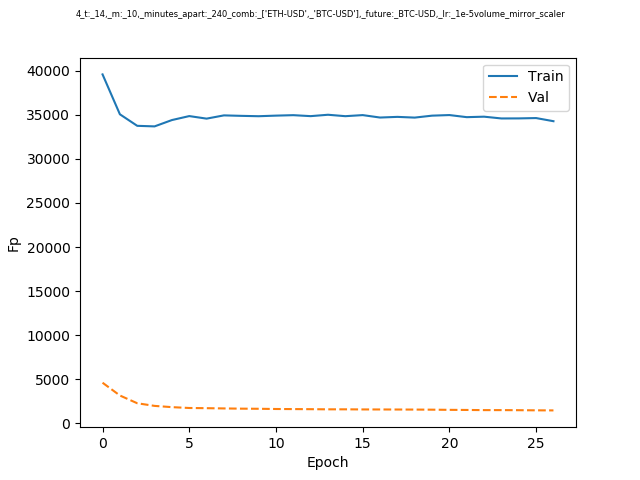 4_t:_14,_m:_10,_minutes_apart:_240_comb:_['ETH-USD',_'BTC-USD'],_future:_BTC-USD,_lr:_1e-5volume_mirror_scaler
Train
Val
40000
35000
30000
25000
20000
15000
10000
5000
0
Fp
0 5 10 15 20 25
Epoch